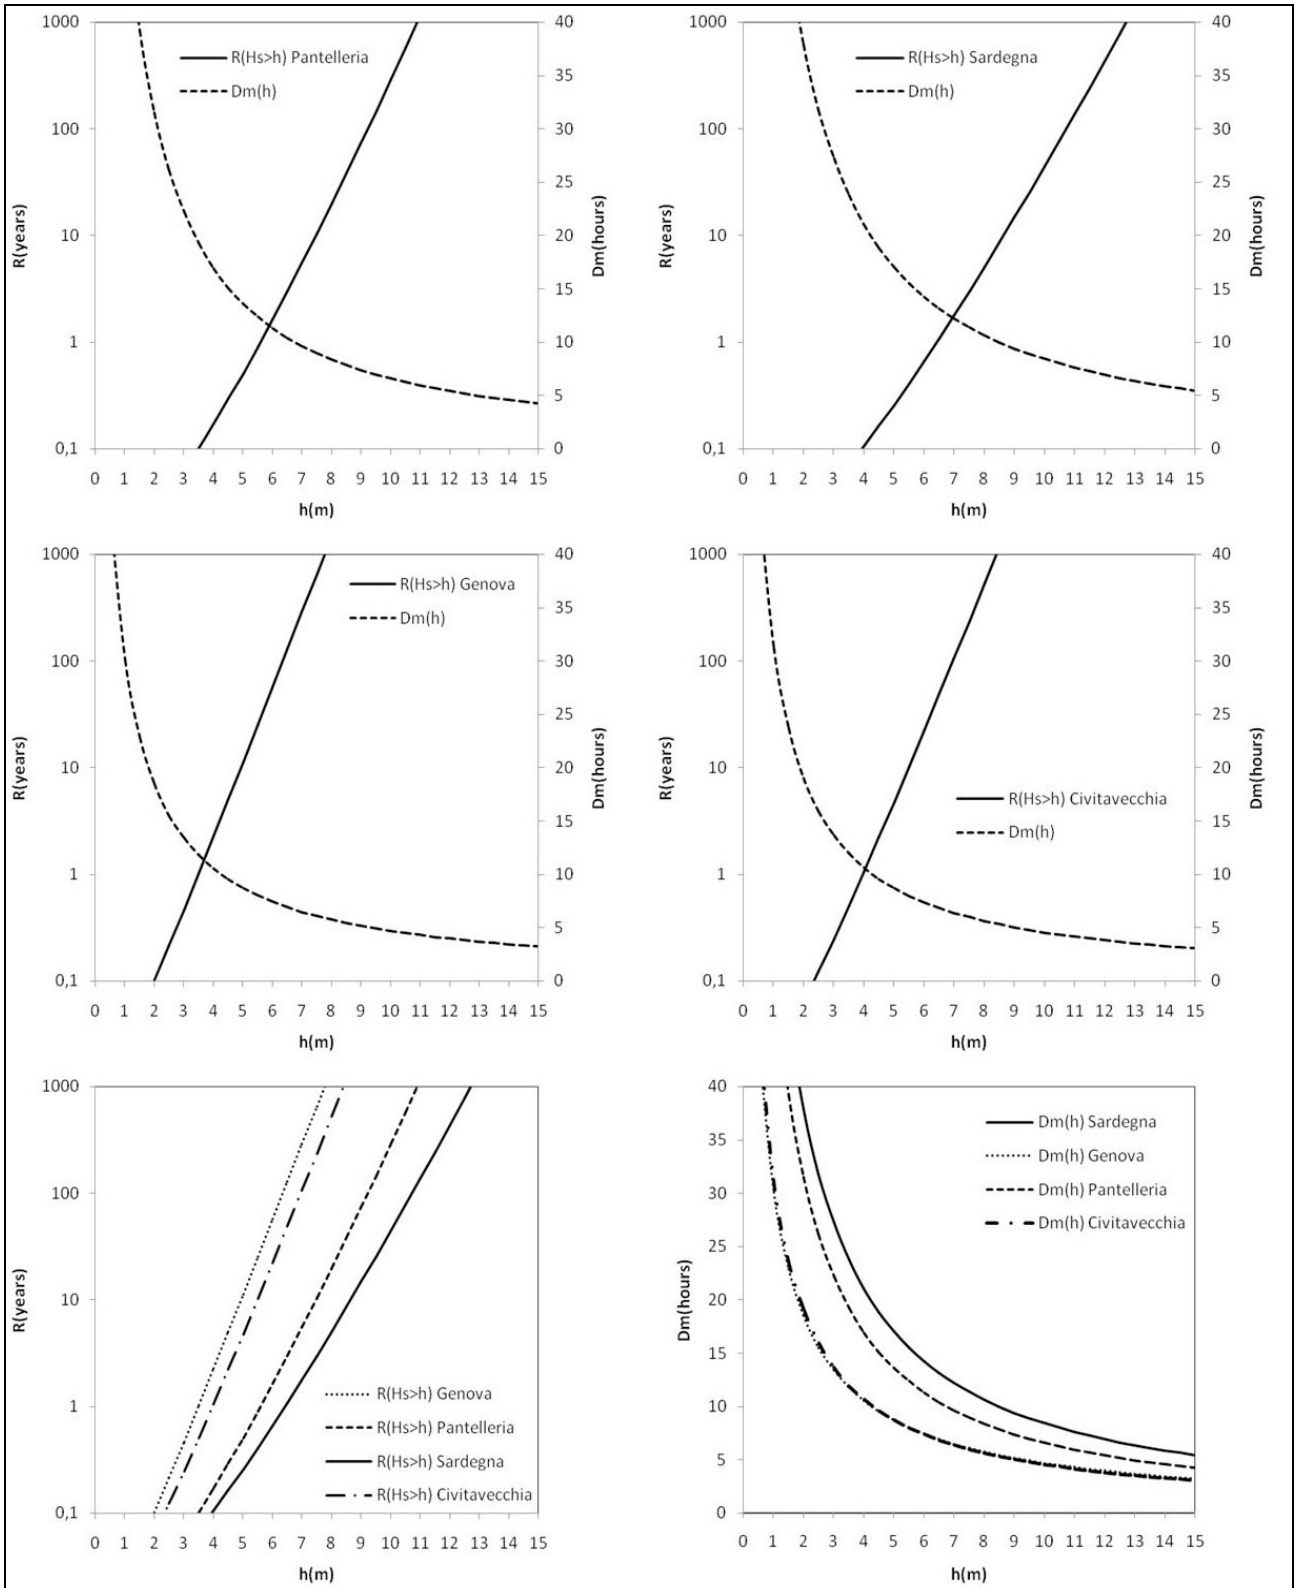 R(Hs>h) Pantelleria
Dm(h)
1000
100
10
1
0,1
R(years)
40
35
30
25
20
15
10
5
0
Dm(hours)
0 1 2 3 4 5 6 7 8 9 10 11 12 13 14 15
h(m)
R(Hs>h) Sardegna
Dm(h)
1000
100
10
1
0,1
R(years)
40
35
30
25
20
15
10
5
0
Dm(hours)
0 1 2 3 4 5 6 7 8 9 10 11 12 13 14 15
h(m)
R(Hs>h) Genova
Dm(h)
1000
100
10
1
0,1
R(years)
40
35
30
25
20
15
10
5
0
Dm(hours)
0 1 2 3 4 5 6 7 8 9 10 11 12 13 14 15
h(m)
R(Hs>h) Civitavecchia
Dm(h)
1000
100
10
1
0,1
R(years)
40
35
30
25
20
15
10
5
0
Dm(hours)
0 1 2 3 4 5 6 7 8 9 10 11 12 13 14 15
h(m)
1000
100
10
1
0,1
R(years)
R(Hs>h) Genova
R(Hs>h) Pantelleria
R(Hs>h) Sardegna
R(Hs>h) Civitavecchia
0 1 2 3 4 5 6 7 8 9 10 11 12 13 14 15
h(m)
40
35
30
25
20
15
10
5
0
Dm(hours)
Dm(h) Sardegna
Dm(h) Genova
Dm(h) Pantelleria
Dm(h) Civitavecchia
0 1 2 3 4 5 6 7 8 9 10 11 12 13 14 15
h(m)